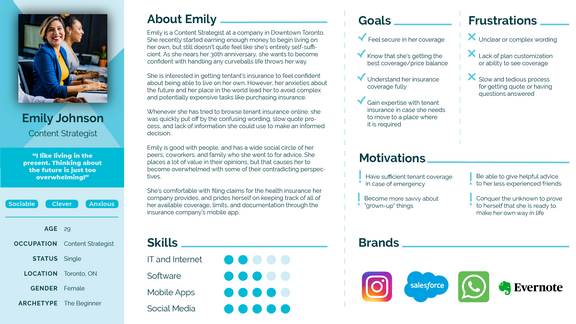 Emily Johnson
Content Strategist
"I like living in the
present. Thinking about
the future is just too
overwhelming!"
Sociable
Clever
Anxious
AGE 29
OCCUPATION Content Strategist
STATUS Single
LOCATION Toronto, ON
GENDER Female
ARCHETYPE The Beginner
About Emily
Emily is a Content Strategist at a company in Downtown Toronto.
She recently started earning enough money to begin living on
her own, but still doesn't quite feel like she's entirely self-suffi-
cient. As she nears her 30th anniversary, she wants to become
confident with handling any curveballs life throws her way.
She is interested in getting tenant's insurance to feel confident
about being able to live on her own. However, her anxieties about
the future and her place in the world lead her to avoid complex
and potentially expensive tasks like purchasing insurance.
Whenever she has tried to browse tenant insurance online, she
was quickly put off by the confusing wording, slow quote pro-
cess, and lack of information she could use to make an informed
decision.
Emily is good with people, and has a wide social circle of her
peers, coworkers, and family who she went to for advice. She
places a lot of value in their opinions, but that causes her to
become overwhelmed with some of their contradicting perspec-
tives.
She's comfortable with filing claims for the health insurance her
company provides, and prides herself on keeping track of all of
her available coverage, limits, and documentation through the
insurance company's mobile app.
Skills
IT and Internet
Software
Mobile Apps
Social Media
Goals
Feel secure in her coverage
Know that she's getting the
best coverage/price balance
Understand her insurance
coverage fully
Gain expertise with tenant
insurance in case she needs
to move to a place where
it is required
Frustrations
Unclear or complex wording
Lack of plan customization
or ability to see coverage
Slow and tedious process
for getting quote or having
questions answered
Motivations
Have sufficient tenant coverage
in case of emergency
Become more savvy about
"grown-up" things
Be able to give helpful advice
to her less experienced friends
Conquer the unknown to prove
to herself that she is ready to
make her own way in life
Brands
salesforce
Evernote